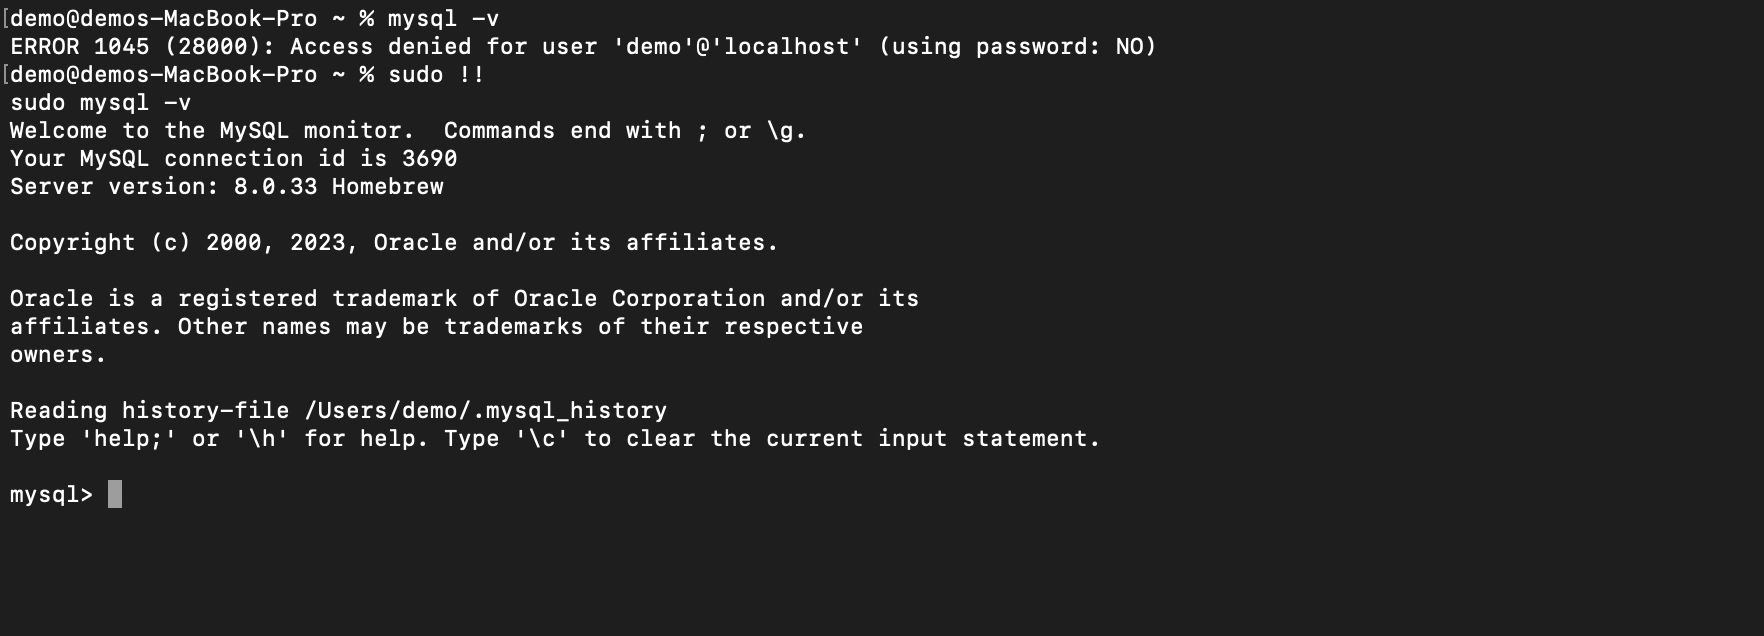 [demo@demos-MacBook-Pro ~ % mysql -v
ERROR 1045 (28000): Access denied for user 'demo'@'localhost' (using password: NO)
[demo@demos-MacBook-Pro ~ % sudo !!
sudo mysql -v
Welcome to the MySQL monitor.  Commands end with ; or \g.
Your MySQL connection id is 3690
Server version: 8.0.33 Homebrew

Copyright (c) 2000, 2023, Oracle and/or its affiliates.

Oracle is a registered trademark of Oracle Corporation and/or its
affiliates. Other names may be trademarks of their respective
owners.

Reading history-file /Users/demo/.mysql_history
Type 'help;' or '\h' for help. Type '\c' to clear the current input statement.

mysql>